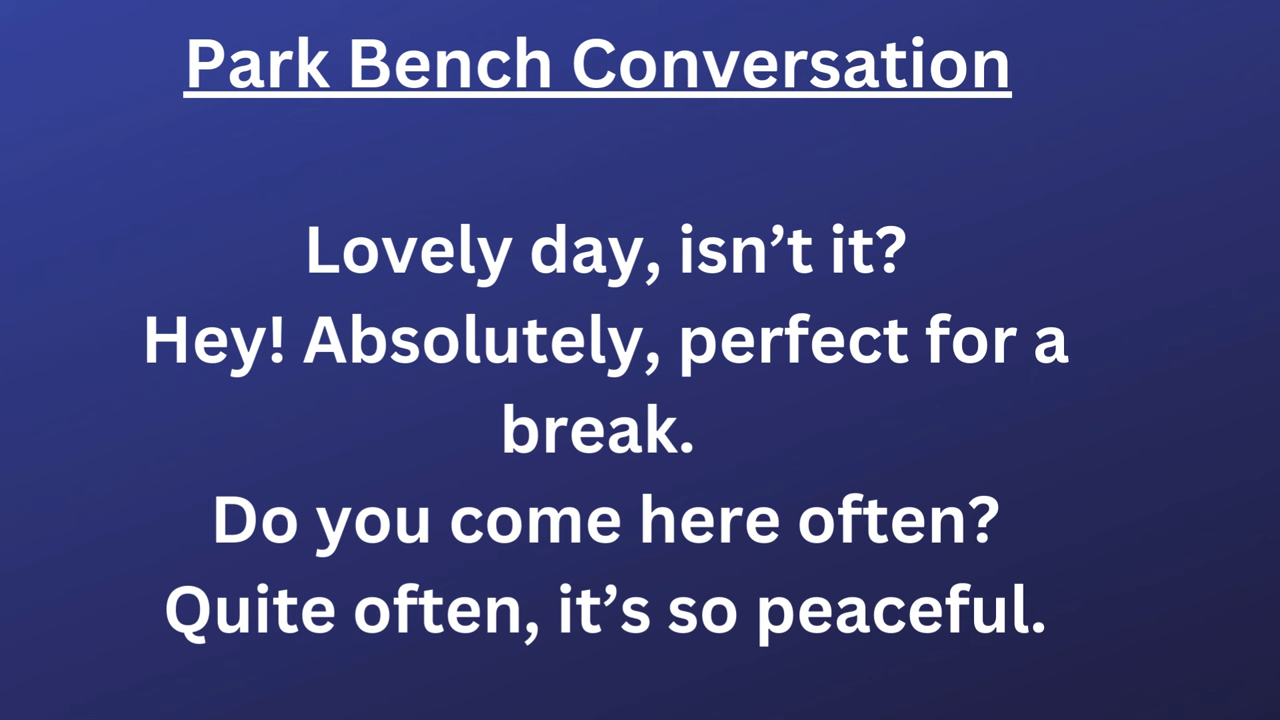 Park Bench Conversation
Lovely day, isn’t it?
Hey! Absolutely, perfect for a
break.
Do you come here often?
Quite often, it’s so peaceful.